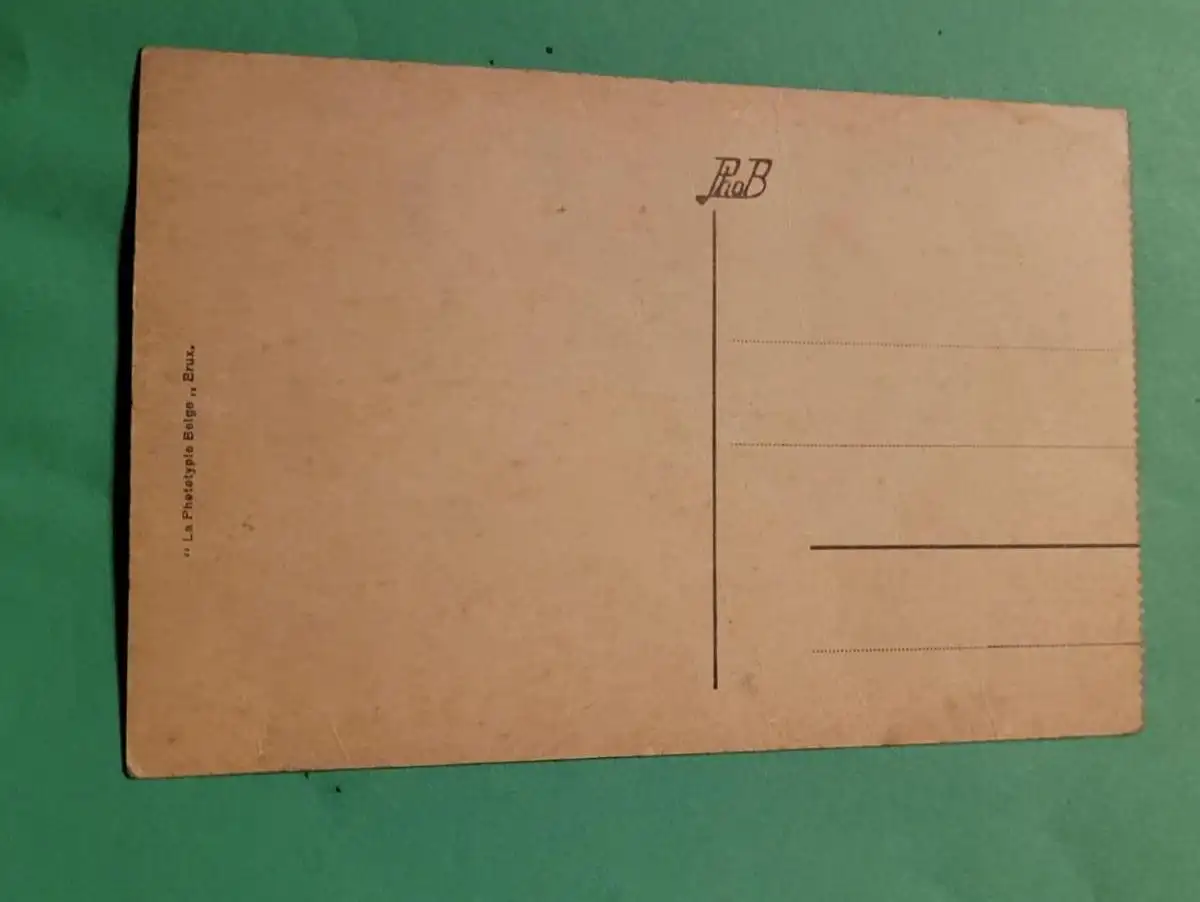 PhoB
“ La Phototypie Belge „ Brux.